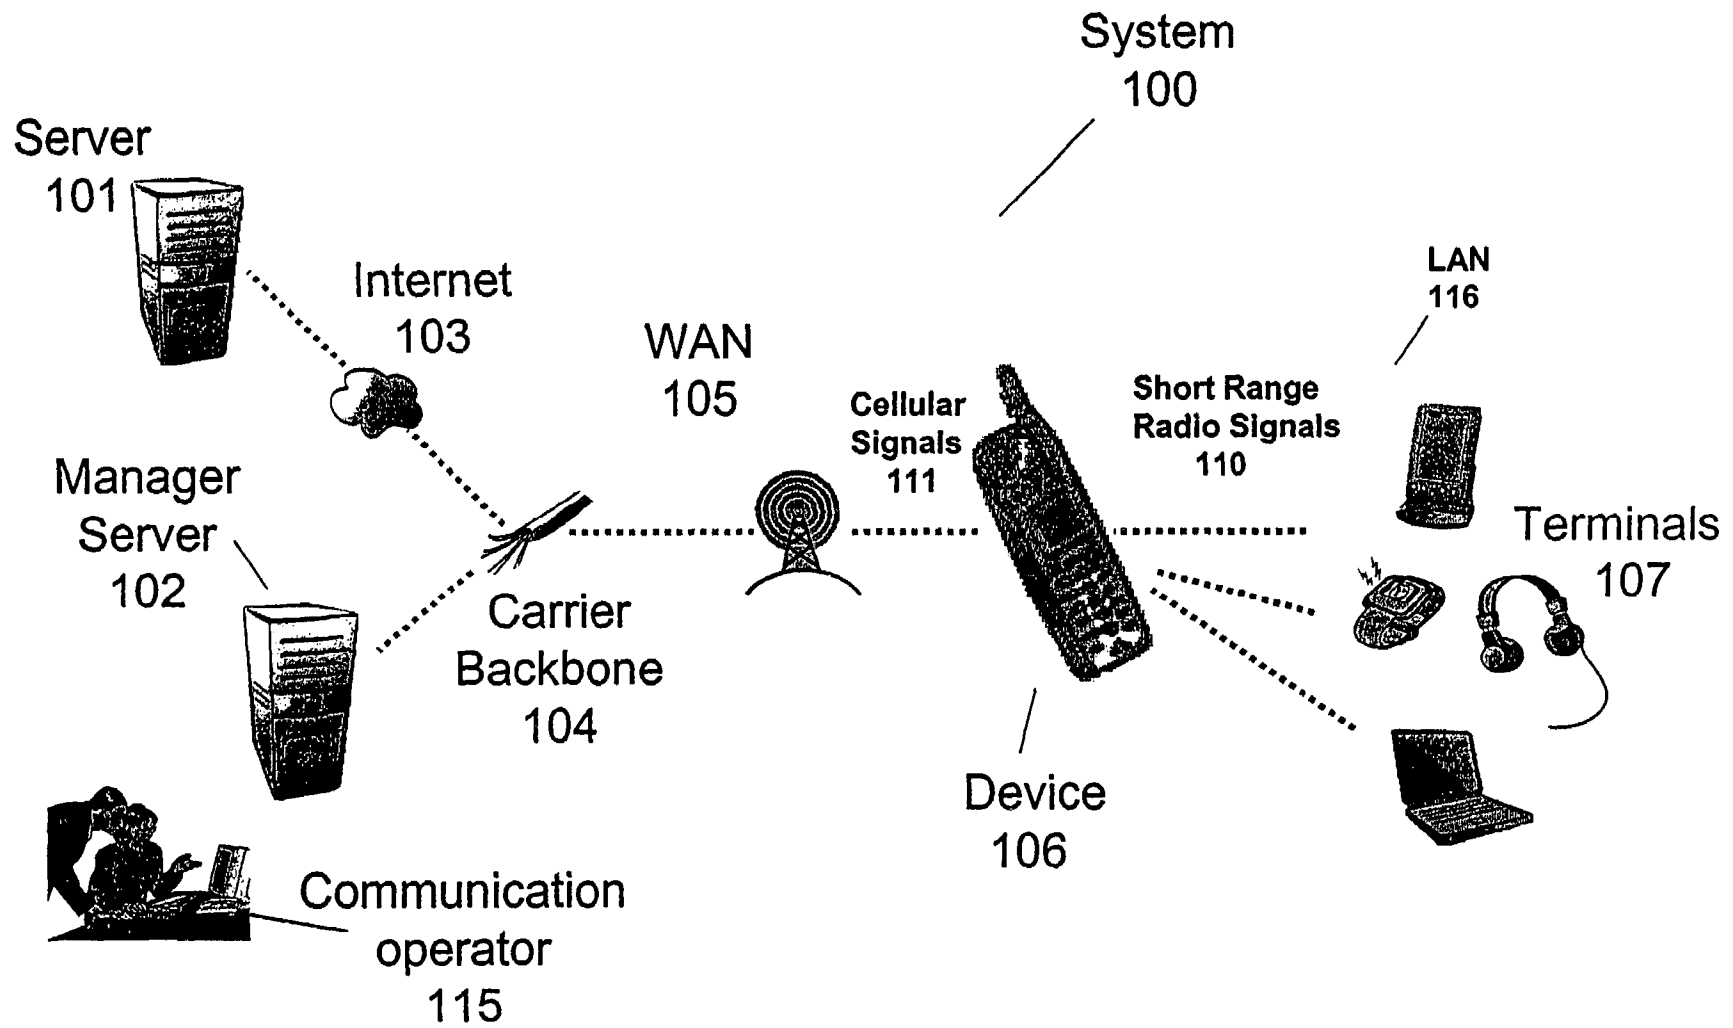 System
100
Server
101
Internet
103
WAN
105
LAN
116
Cellular
Signals
111
Short Range
Radio Signals
110
Manager
Server
102
Terminals
107
Carrier
Backbone
104
Device
106
Communication
operator
115